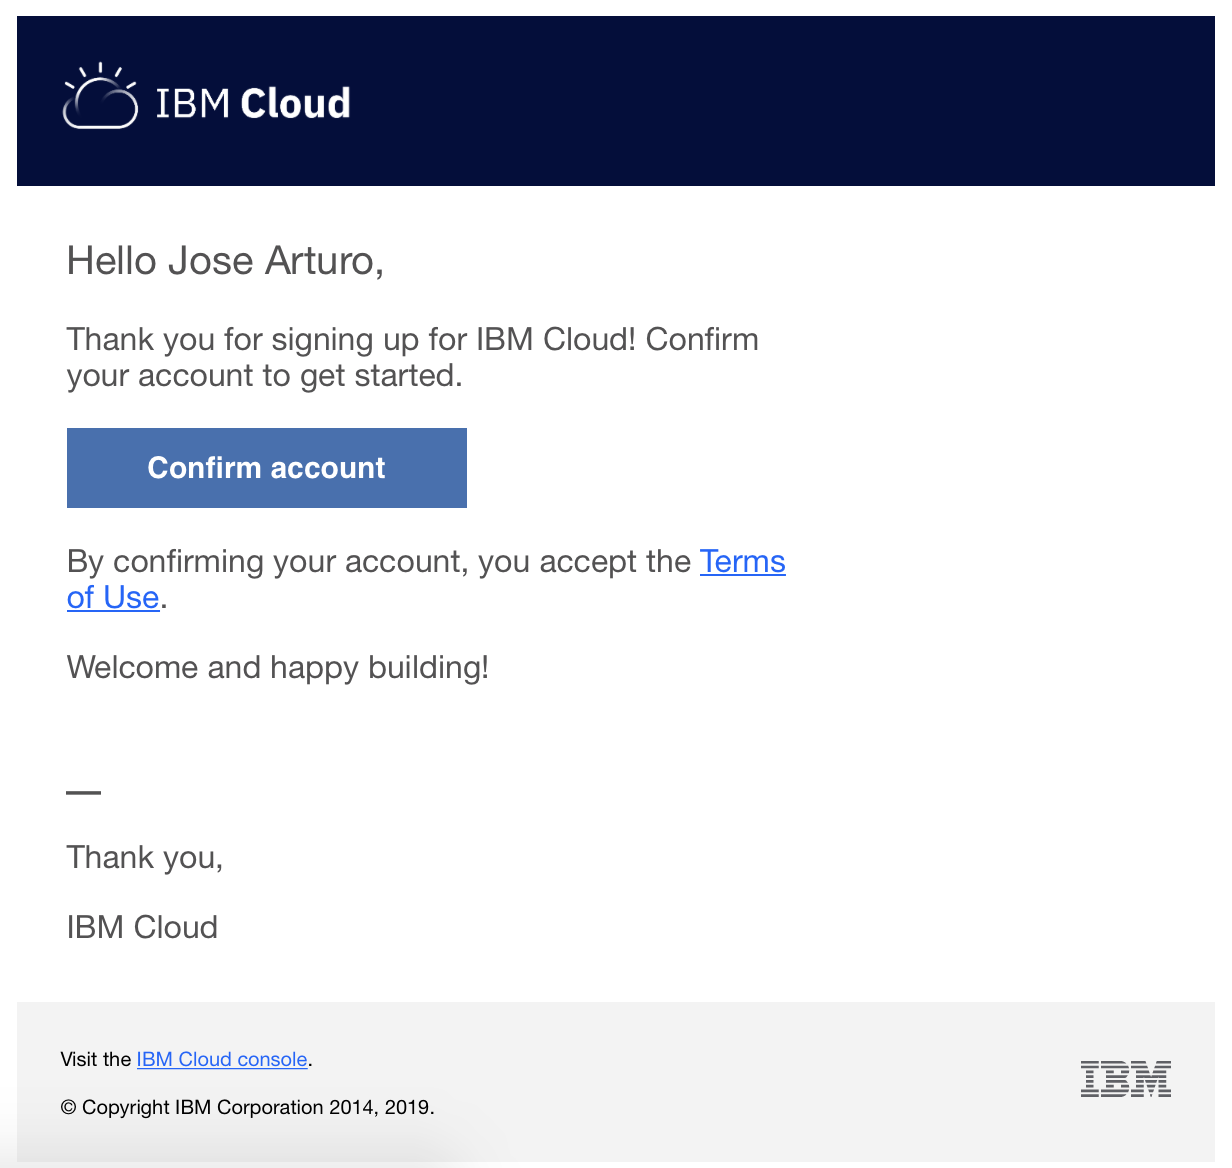 IBM Cloud
Hello Jose Arturo,
Thank you for signing up for IBM Cloud! Confirm
your account to get started.
Confirm account
By confirming your account, you accept the Terms
of Use.
Welcome and happy building!
—
Thank you,
IBM Cloud
Visit the IBM Cloud console.
IBM
© Copyright IBM Corporation 2014, 2019.